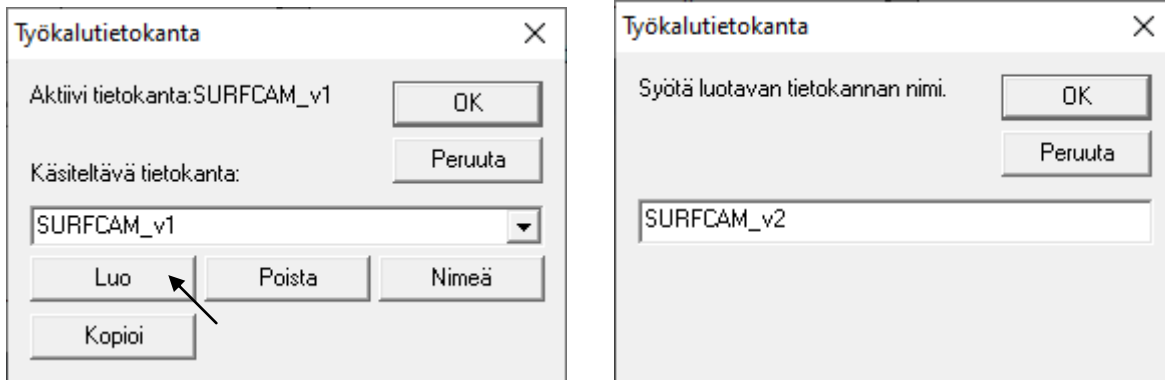 Työkalutietokanta
Aktiivi tietokanta:SURFCAM_v1
OK
Peruuta
Käsiteltävä tietokanta:
SURFCAM_v1
Luo
Poista
Nimeä
Kopioi
Työkalutietokanta
Syötä luotavan tietokannan nimi.
OK
Peruuta
SURFCAM_v2